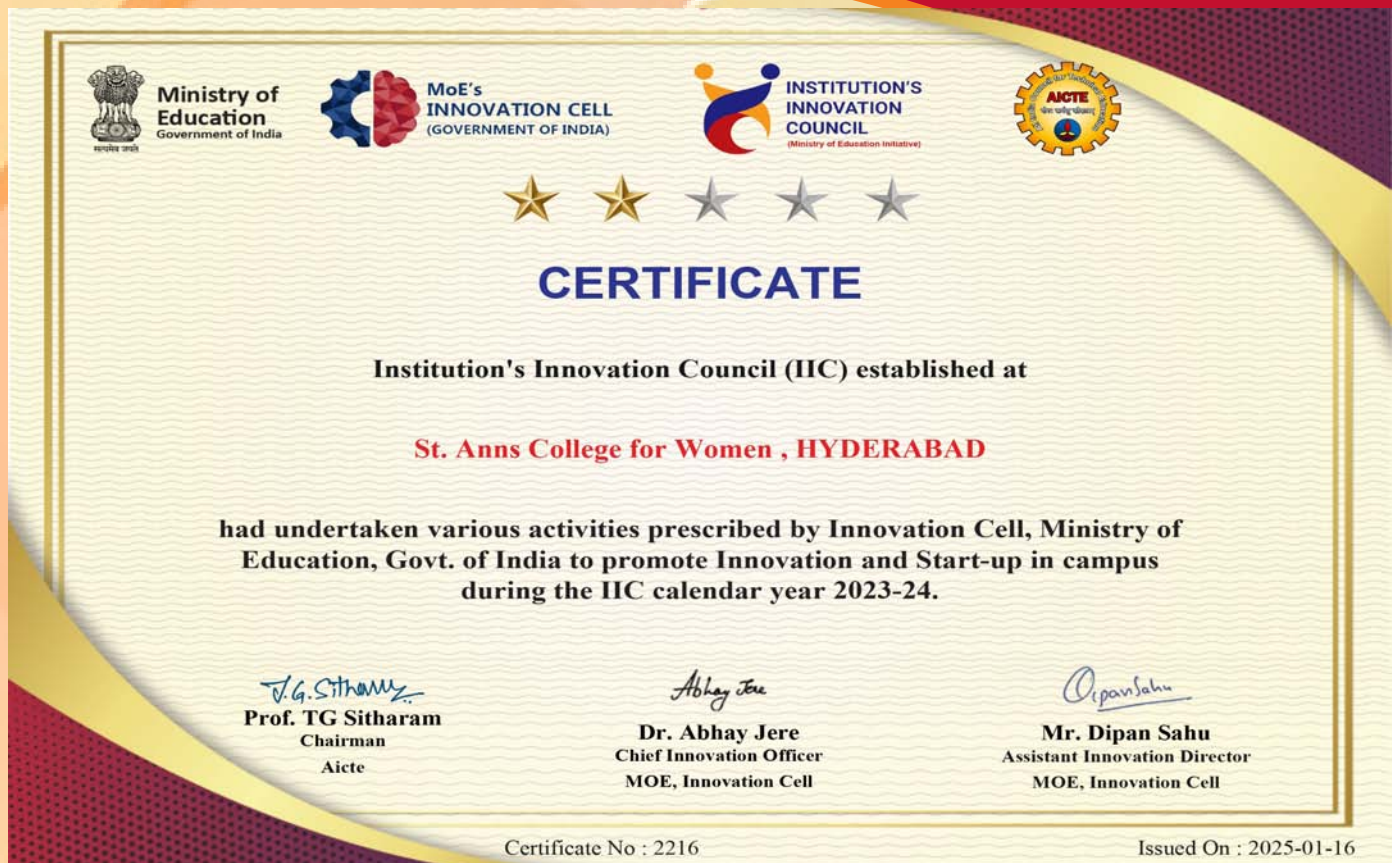 Ministry of
Education
Government of India
सत्यमेव जयते
MoE's
INNOVATION CELL
(GOVERNMENT OF INDIA)
INSTITUTION'S
INNOVATION
COUNCIL
(Ministry of Education Initiative)
AICTE
CERTIFICATE
Institution's Innovation Council (IIC) established at
St. Anns College for Women , HYDERABAD
had undertaken various activities prescribed by Innovation Cell, Ministry of
Education, Govt. of India to promote Innovation and Start-up in campus
during the IIC calendar year 2023-24.
T.G. Sitharam
Abhay Jere
Dipan Sahu
Prof. TG Sitharam
Chairman
Aicte
Dr. Abhay Jere
Chief Innovation Officer
MOE, Innovation Cell
Mr. Dipan Sahu
Assistant Innovation Director
MOE, Innovation Cell
Certificate No : 2216
Issued On : 2025-01-16